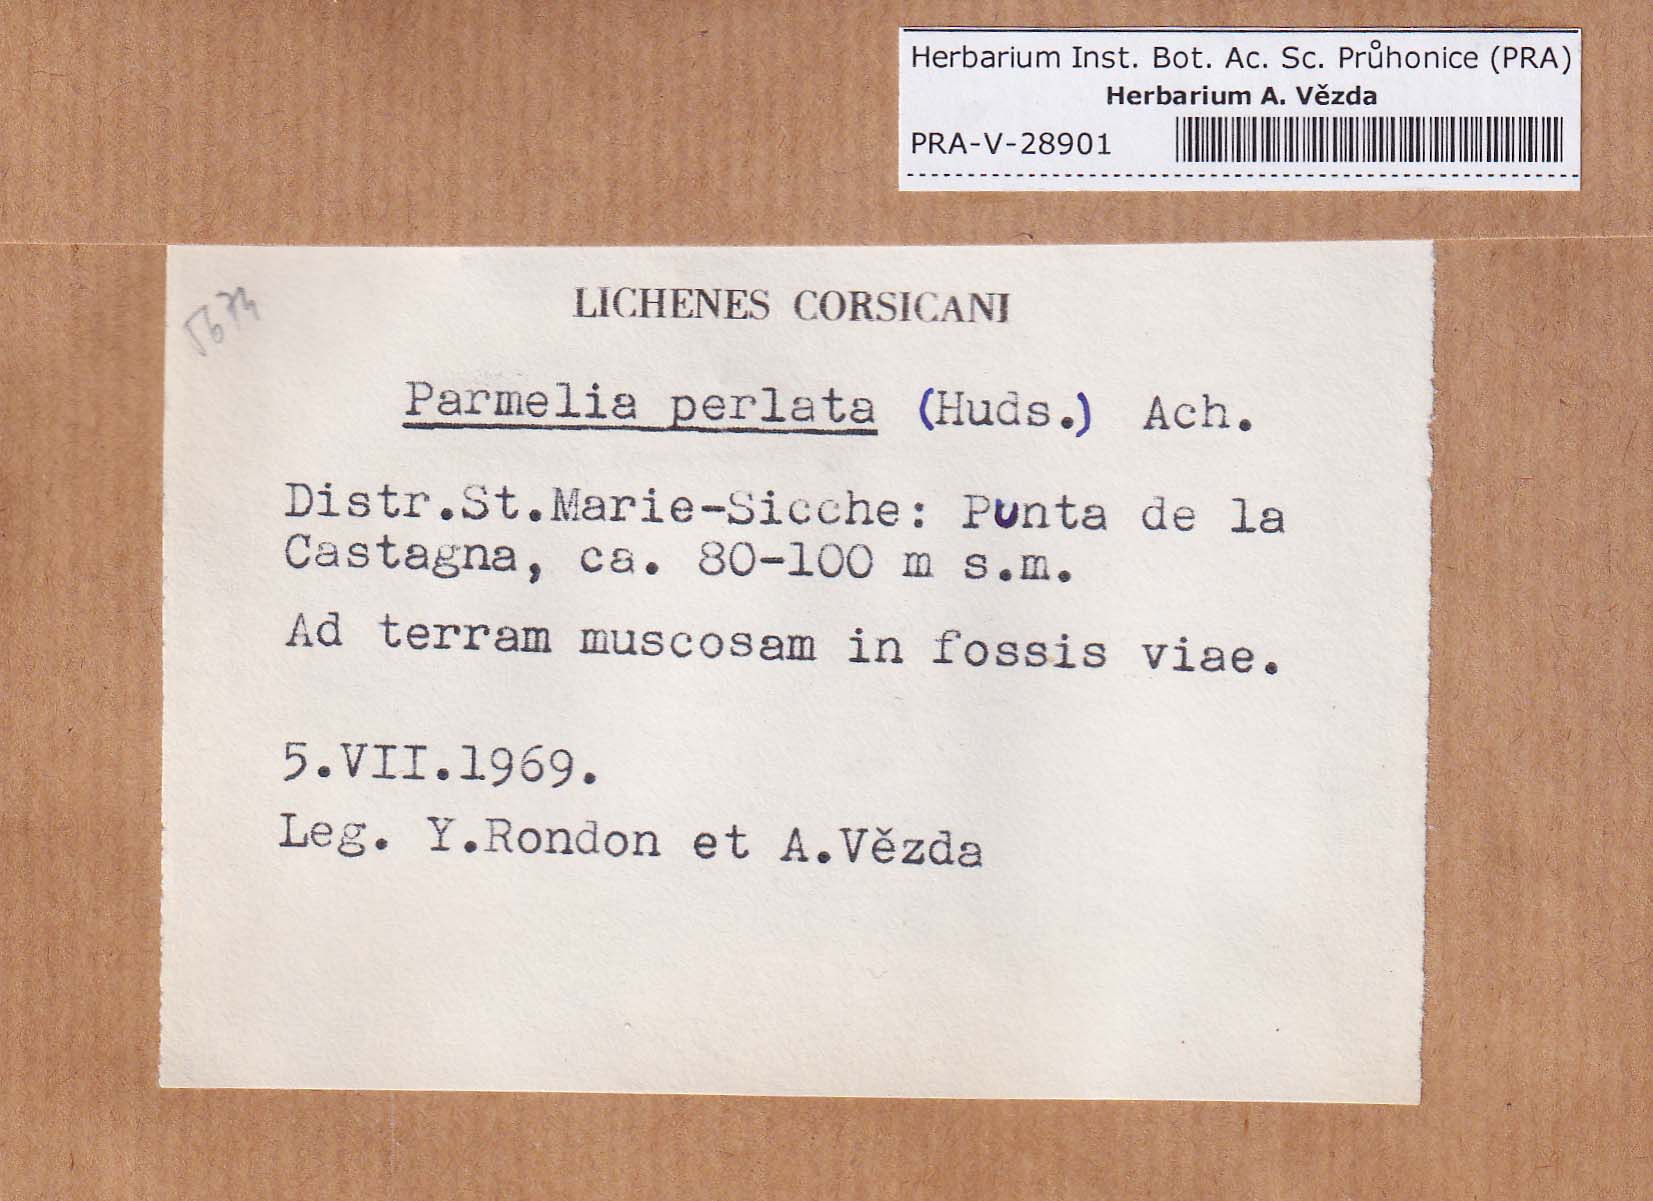 Herbarium Inst. Bot. Ac. Sc. Průhonice (PRA)
Herbarium A. Vězda
PRA-V-28901
LICHENES CORSICANI
Parmelia perlata (Huds.) Ach.
Distr.St.Marie-Sicche: Punta de la
Castagna, ca. 80-100 m s.m.
Ad terram muscosam in fossis viae.
5.VII.1969.
Leg. Y.Rondon et A.Vězda